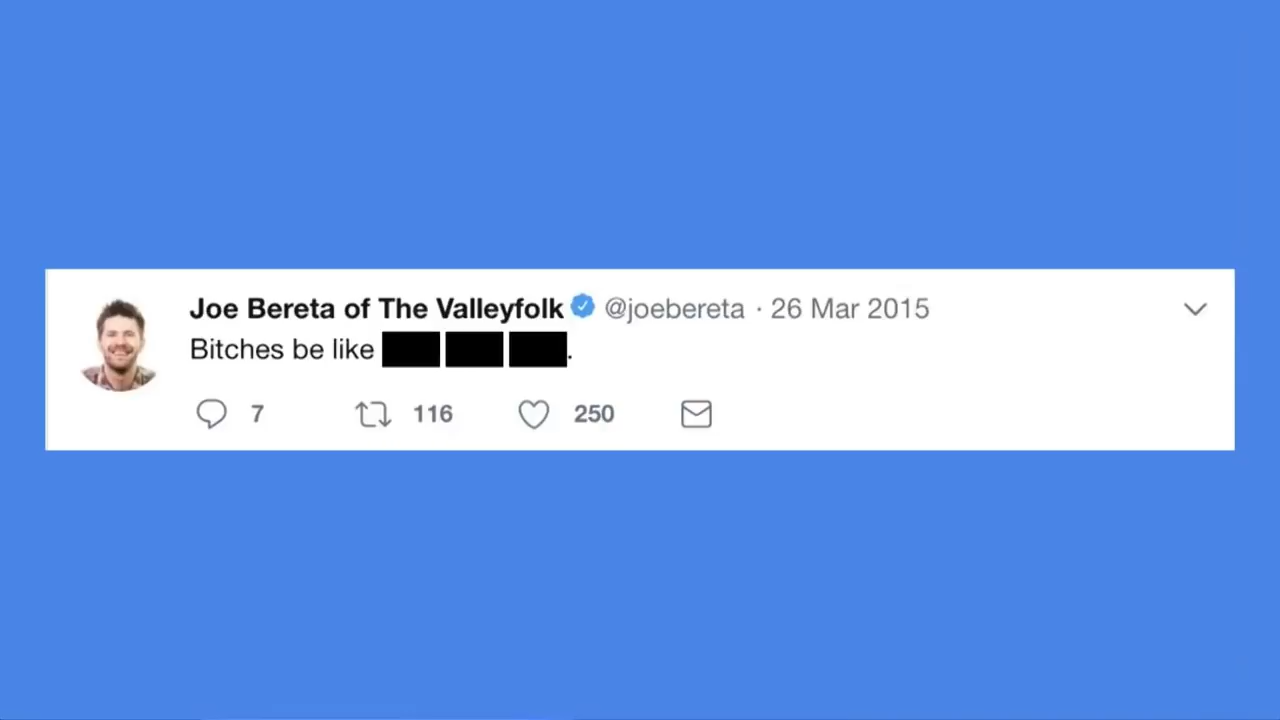 Joe Bereta of The Valleyfolk @joebereta · 26 Mar 2015
Bitches be like .
7 116 250